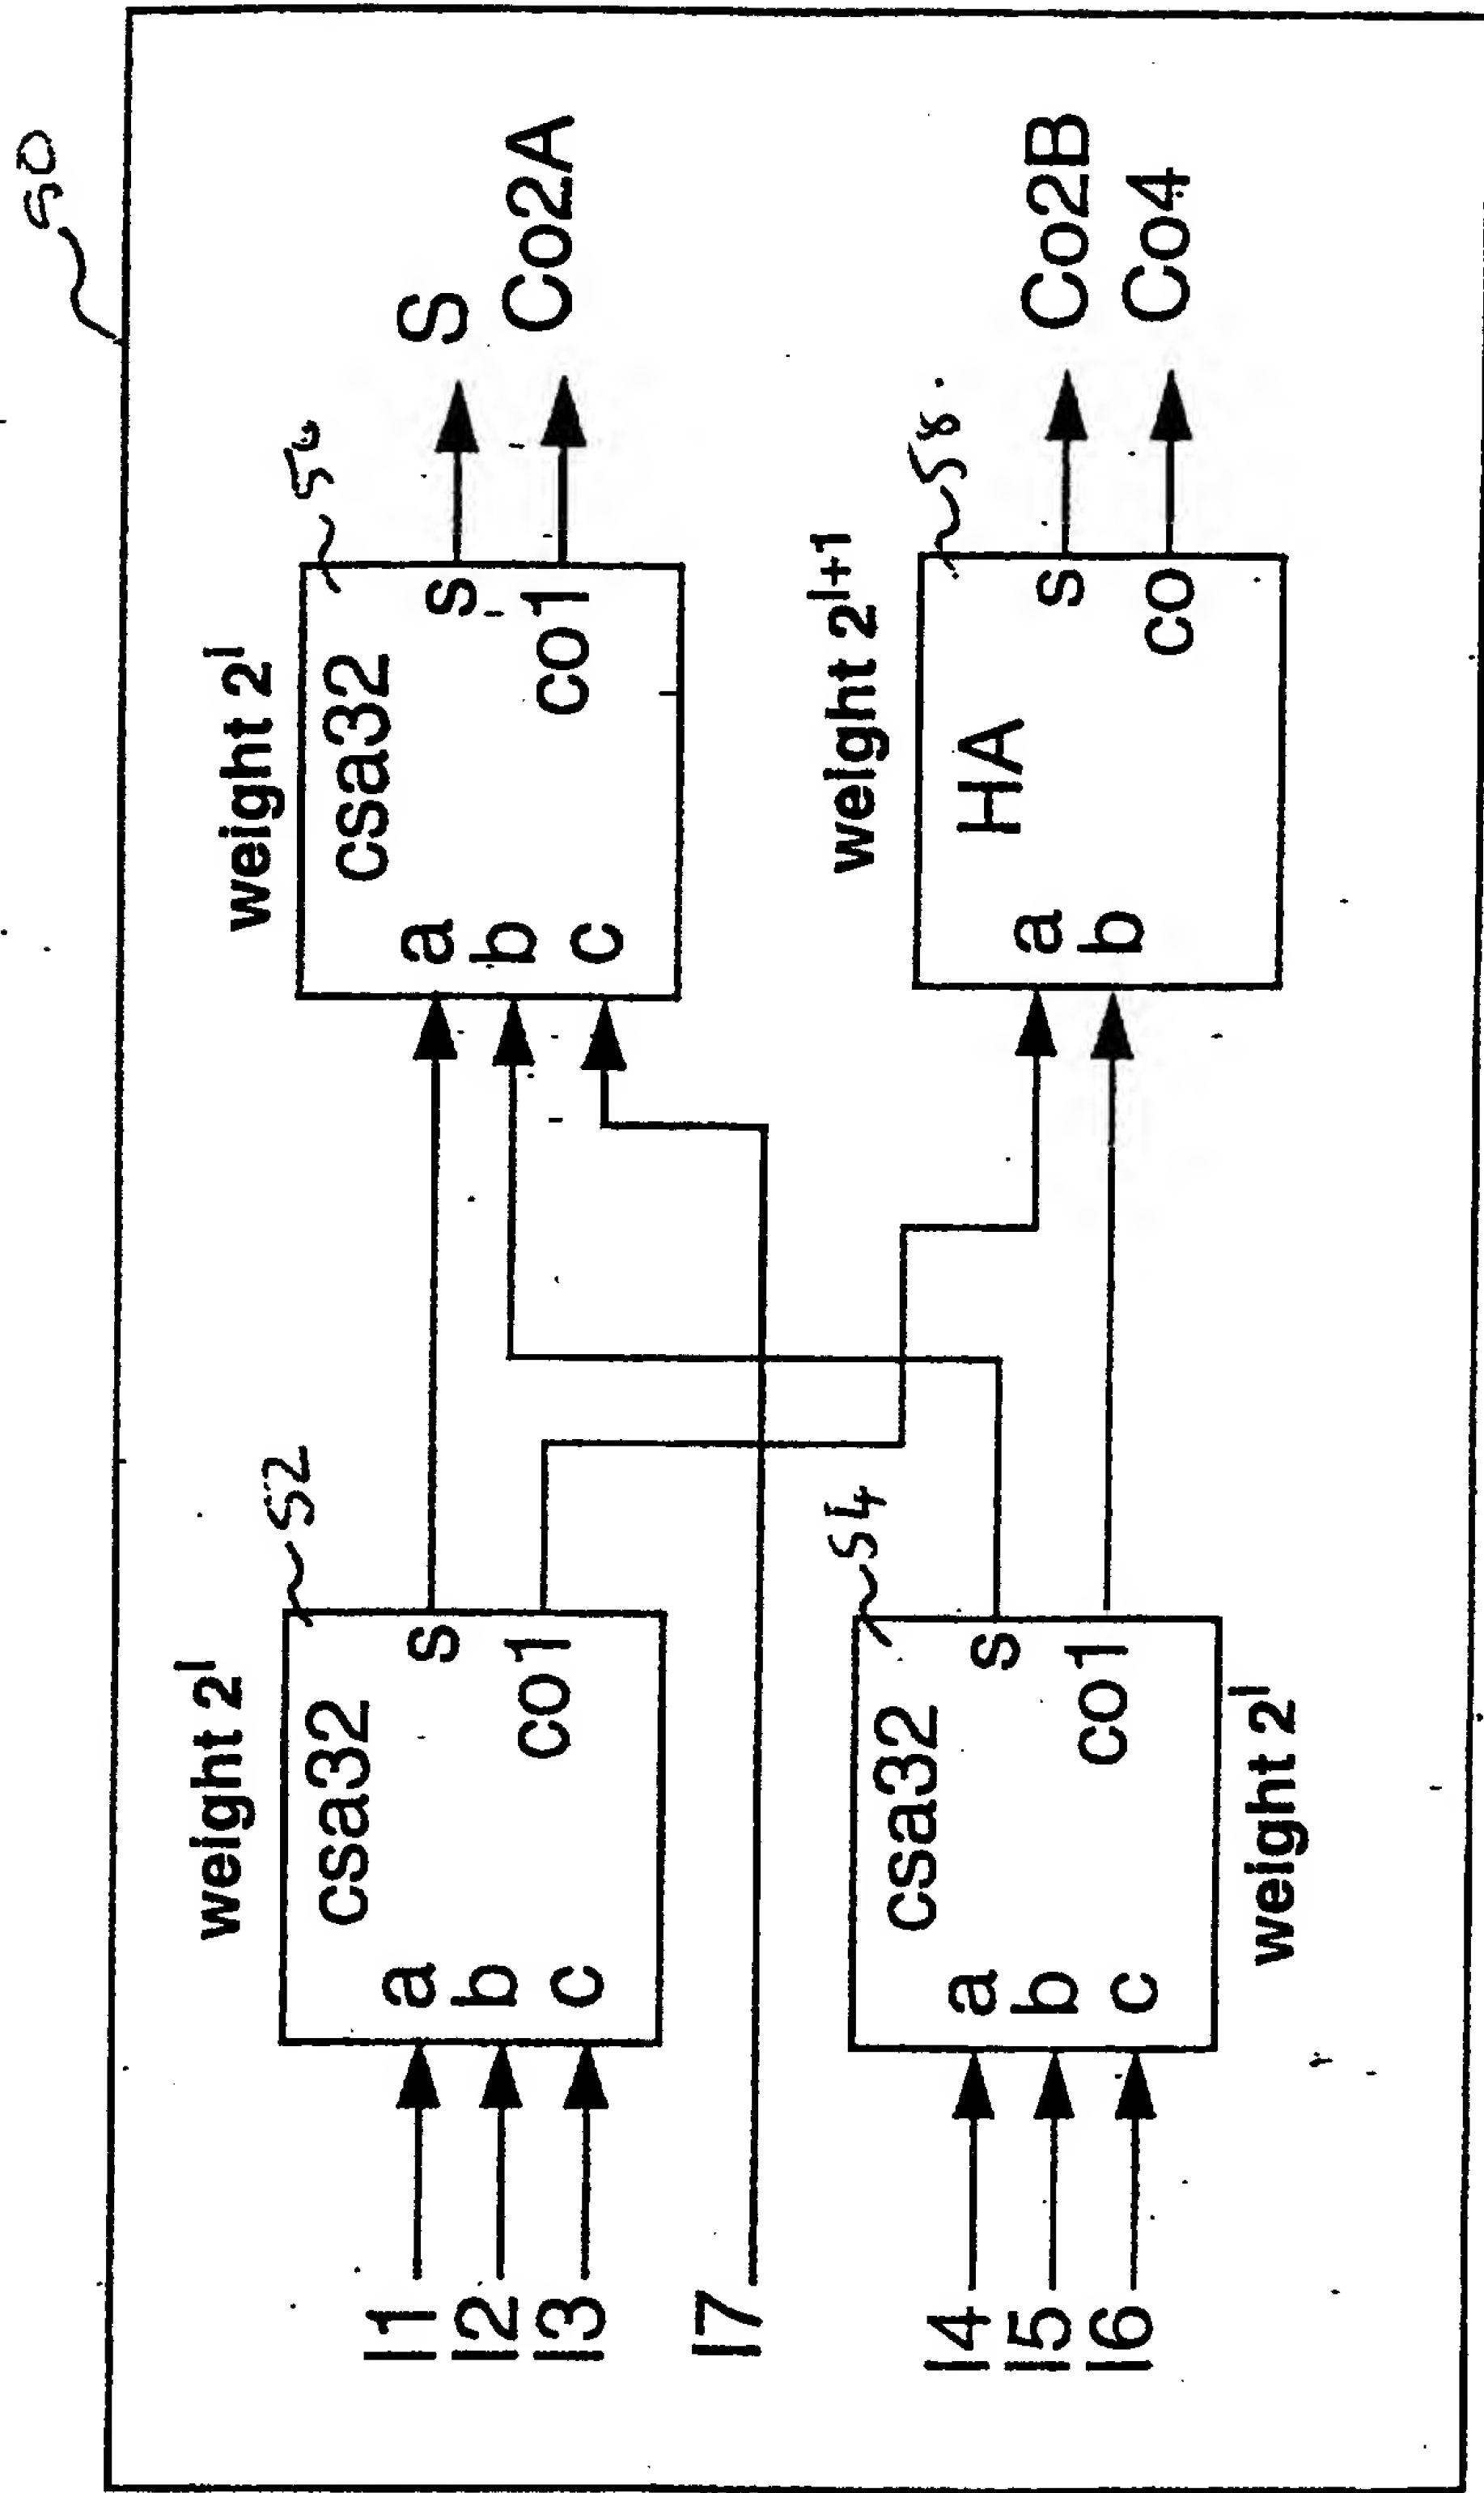 50
weight 2^i
52
csa32
a
b
c
s
co1
weight 2^i
56
csa32
a
b
c
s
co1
S
Co2A
I1
I2
I3
I7
I4
I5
I6
54
csa32
a
b
c
s
co1
weight 2^i
weight 2^i+1
58
HA
a
b
s
co
Co2B
Co4